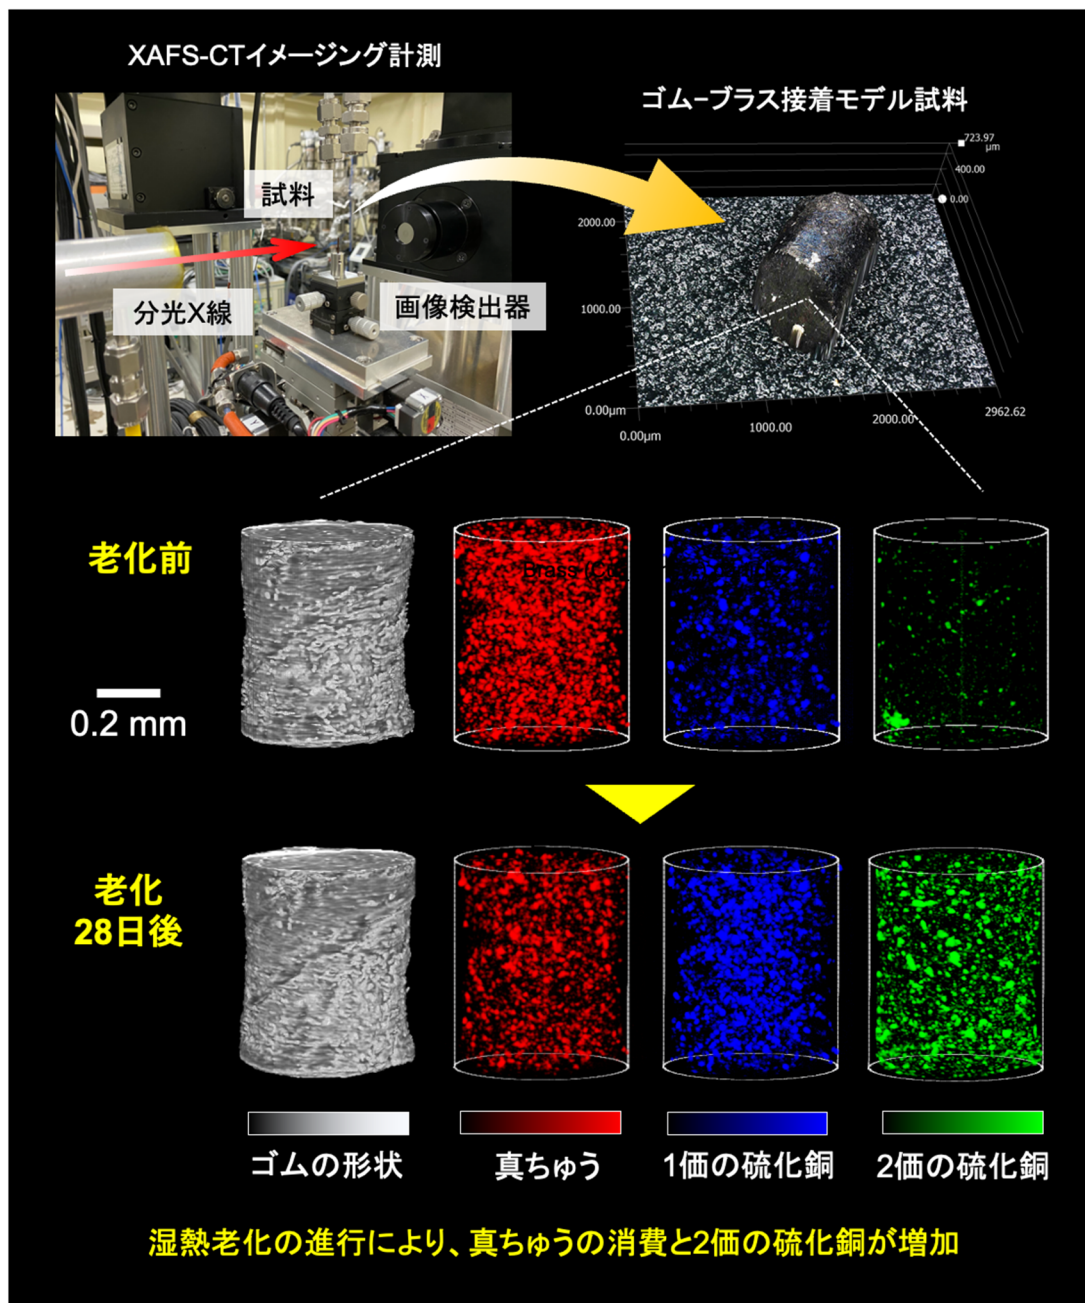 XAFS-CTイメージング計測
ゴム−ブラス接着モデル試料
723.97
μm
400.00
0.00
試料
2000.00
分光X線
画像検出器
1000.00
0.00μm
0.00μm
1000.00
2000.00
2962.62
老化前
Brass (Cu
0.2 mm
老化
28日後
ゴムの形状
真ちゅう
1価の硫化銅
2価の硫化銅
湿熱老化の進行により、真ちゅうの消費と2価の硫化銅が増加